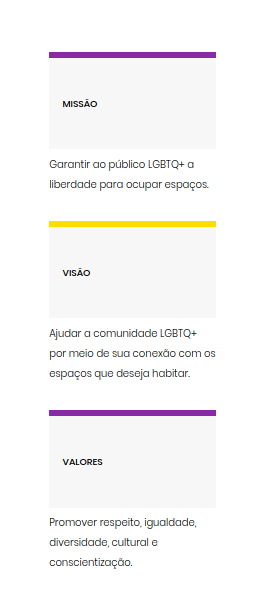 MISSÃO
Garantir ao público LGBTQ+ a
liberdade para ocupar espaços.
VISÃO
Ajudar a comunidade LGBTQ+
por meio de sua conexão com os
espaços que deseja habitar.
VALORES
Promover respeito, igualdade,
diversidade, cultural e
conscientização.